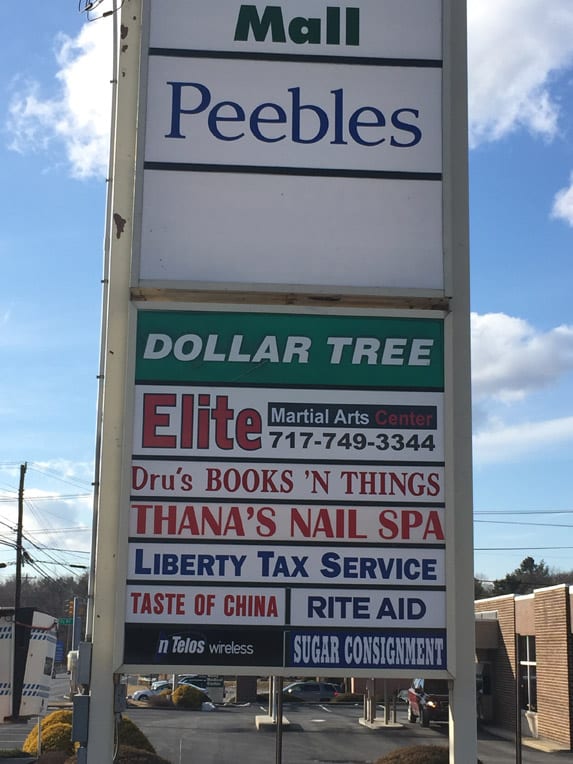 Mall
Peebles
DOLLAR TREE
Elite Martial Arts Center
717-749-3344
Dru's BOOKS 'N THINGS
THANA'S NAIL SPA
LIBERTY TAX SERVICE
TASTE OF CHINA RITE AID
nTelos wireless SUGAR CONSIGNMENT